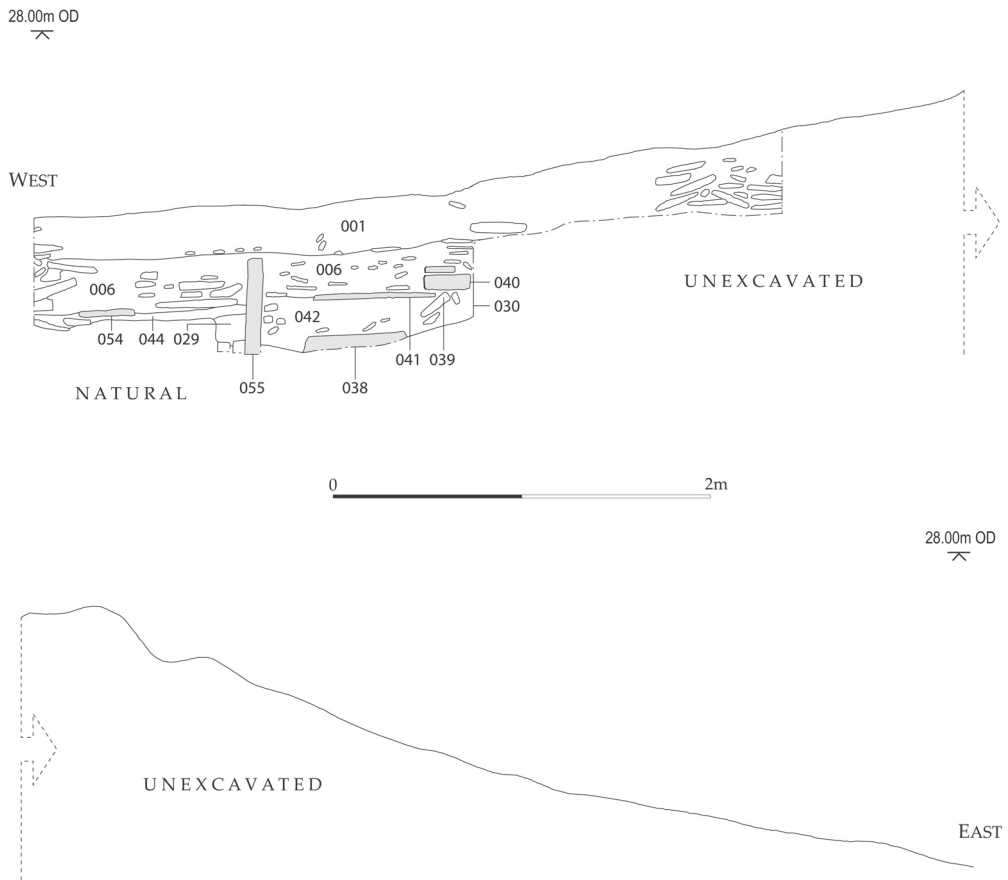 28.00m OD
WEST
001
006
006
040
030
042
UNEXCAVATED
054 044 029
041 039
055
038
NATURAL
0 2m
28.00m OD
UNEXCAVATED
EAST